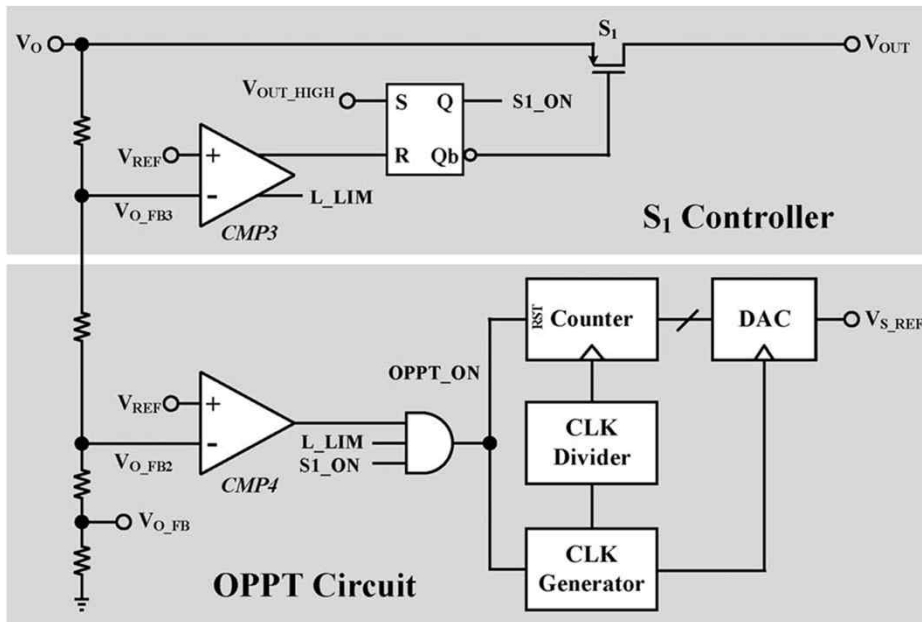 S1
VO
VOUT
VOUT_HIGH
S Q
S1_ON
VREF
+
R Qb
-
L_LIM
VO_FB3
CMP3
S1 Controller
RST
Counter
DAC
VS_REF
OPPT_ON
VREF
+
L_LIM
CLK
Divider
-
S1_ON
VO_FB2
CMP4
VO_FB
CLK
Generator
OPPT Circuit